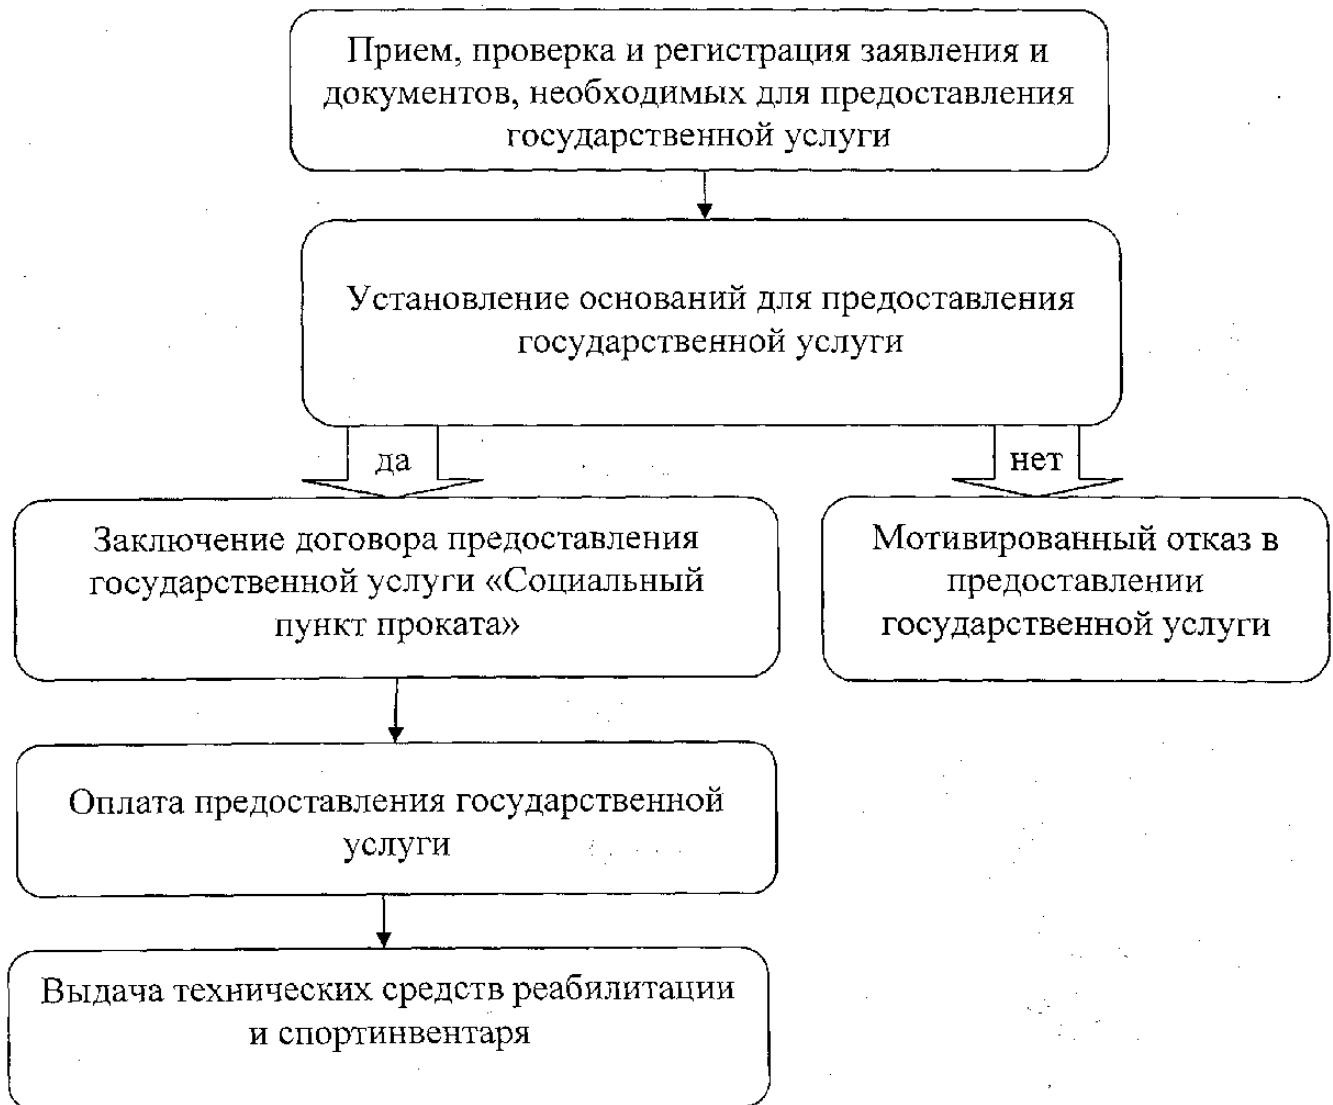 Прием, проверка и регистрация заявления и
документов, необходимых для предоставления
государственной услуги
Установление оснований для предоставления
государственной услуги
да
нет
Заключение договора предоставления
государственной услуги «Социальный
пункт проката»
Мотивированный отказ в
предоставлении
государственной услуги
Оплата предоставления государственной
услуги
Выдача технических средств реабилитации
и спортинвентаря